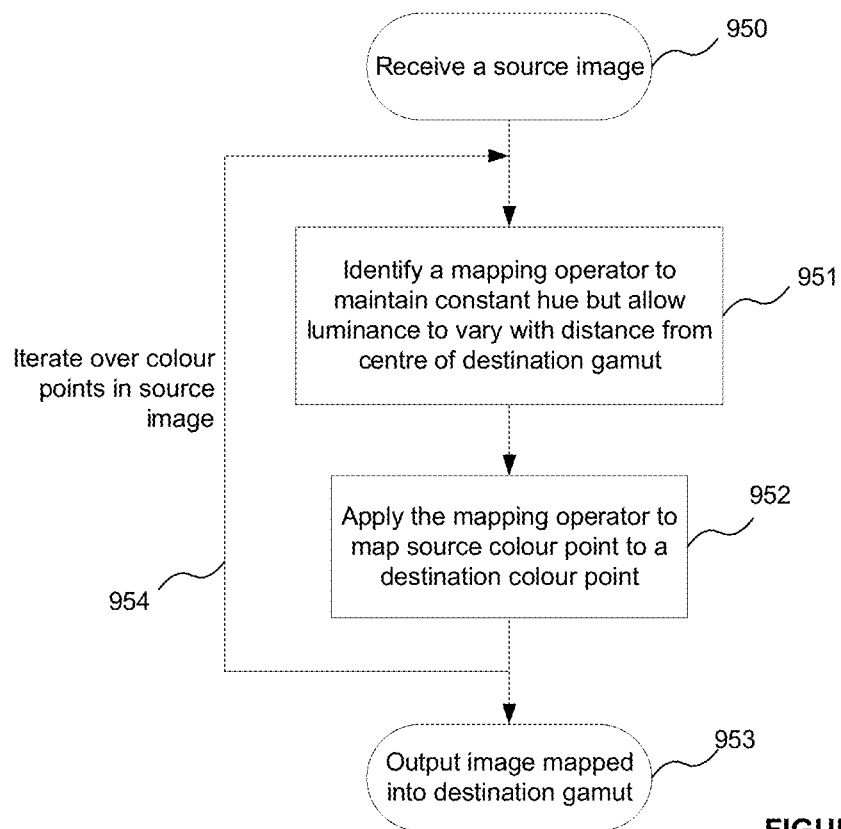 950
Receive a source image
Identify a mapping operator to
maintain constant hue but allow
luminance to vary with distance from
centre of destination gamut
951
Iterate over colour
points in source
image
Apply the mapping operator to
map source colour point to a
destination colour point
952
954
Output image mapped
into destination gamut
953